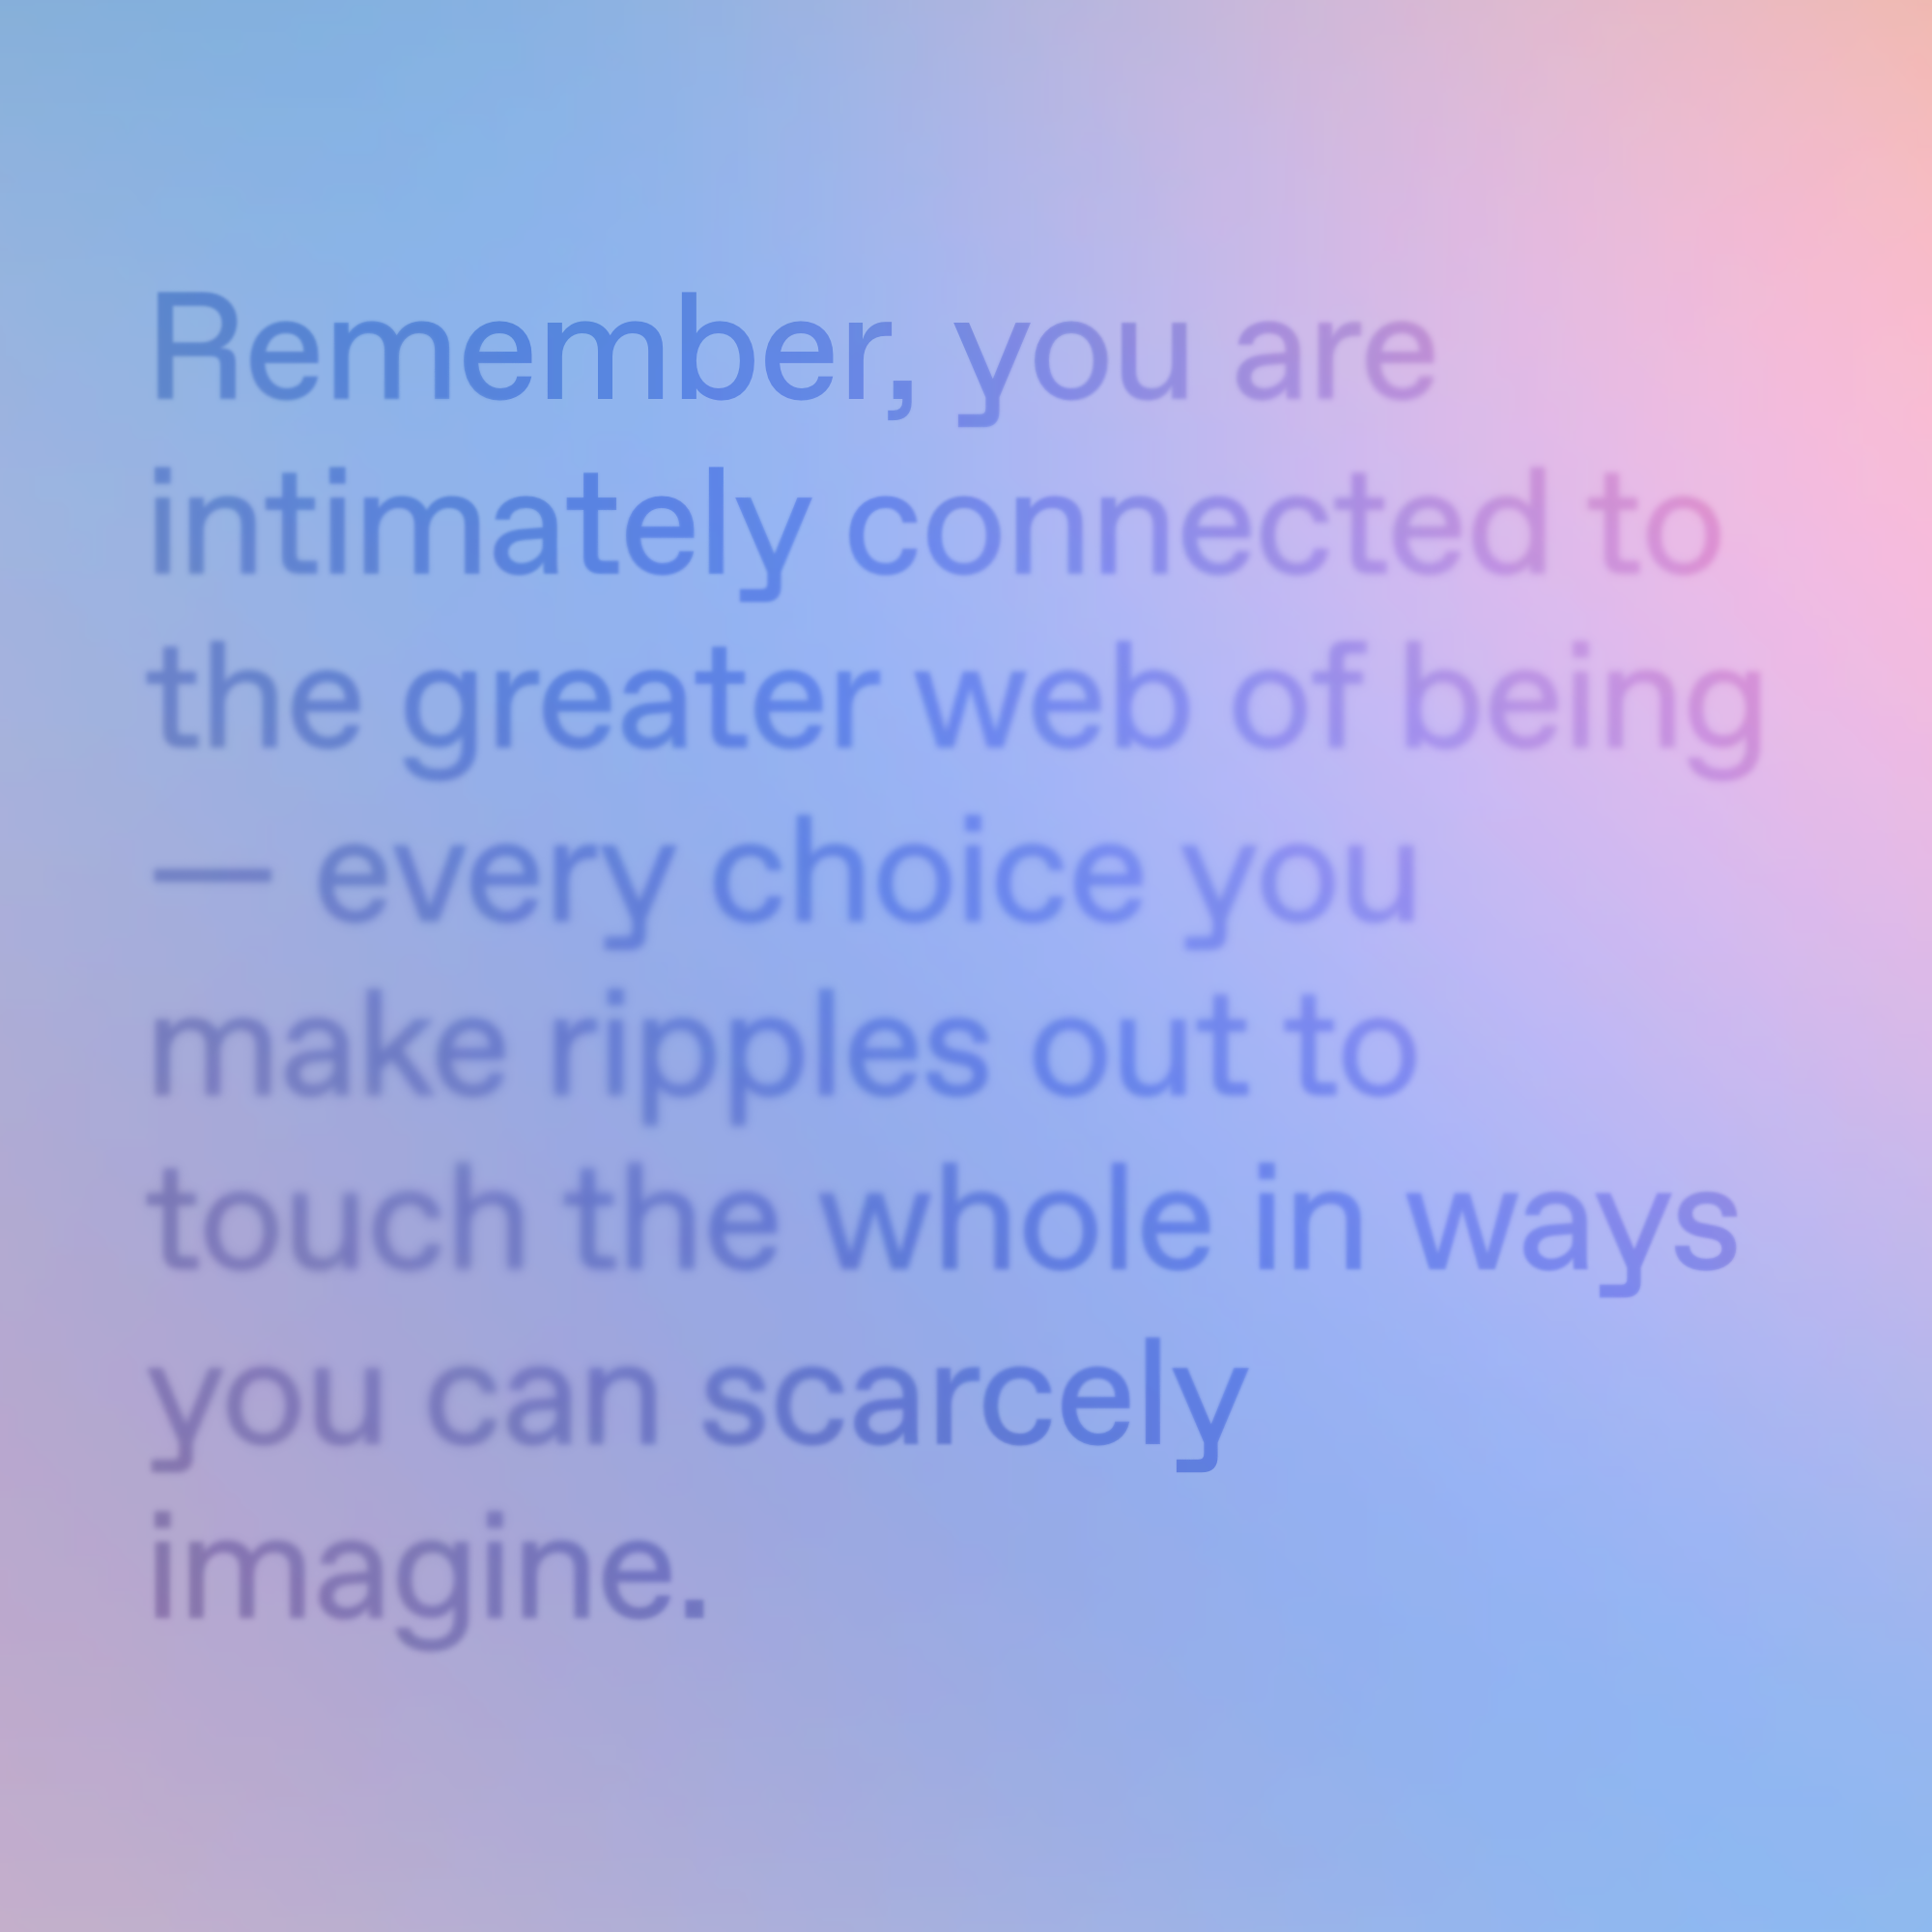 Remember, you are
intimately connected to
the greater web of being
— every choice you
make ripples out to
touch the whole in ways
you can scarcely
imagine.